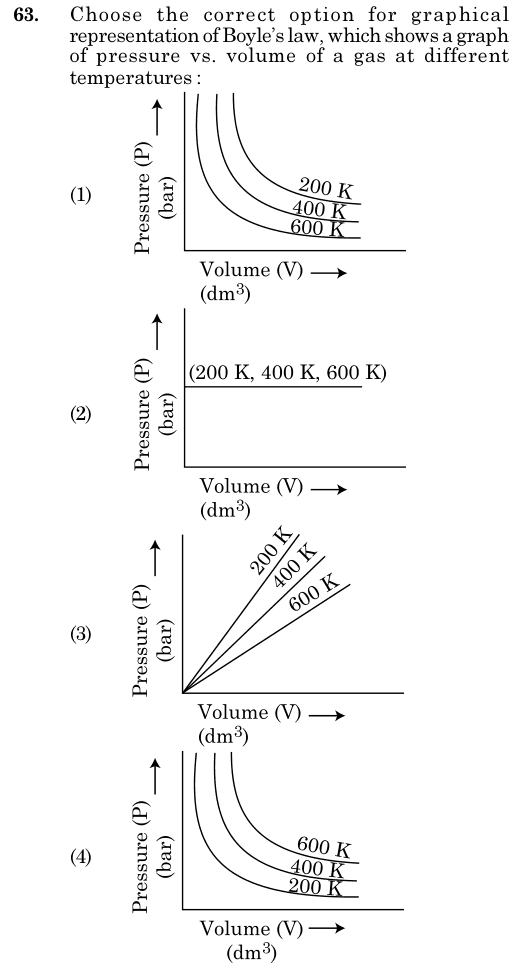 63. Choose the correct option for graphical
representation of Boyle's law, which shows a graph
of pressure vs. volume of a gas at different
temperatures :
(1)
Pressure (P)
(bar)
200 K
400 K
600 K
Volume (V)
(dm³)
(2)
Pressure (P)
(bar)
(200 K, 400 K, 600 K)
Volume (V)
(dm³)
(3)
Pressure (P)
(bar)
200 K
400 K
600 K
Volume (V)
(dm³)
(4)
Pressure (P)
(bar)
600 K
400 K
200 K
Volume (V)
(dm³)